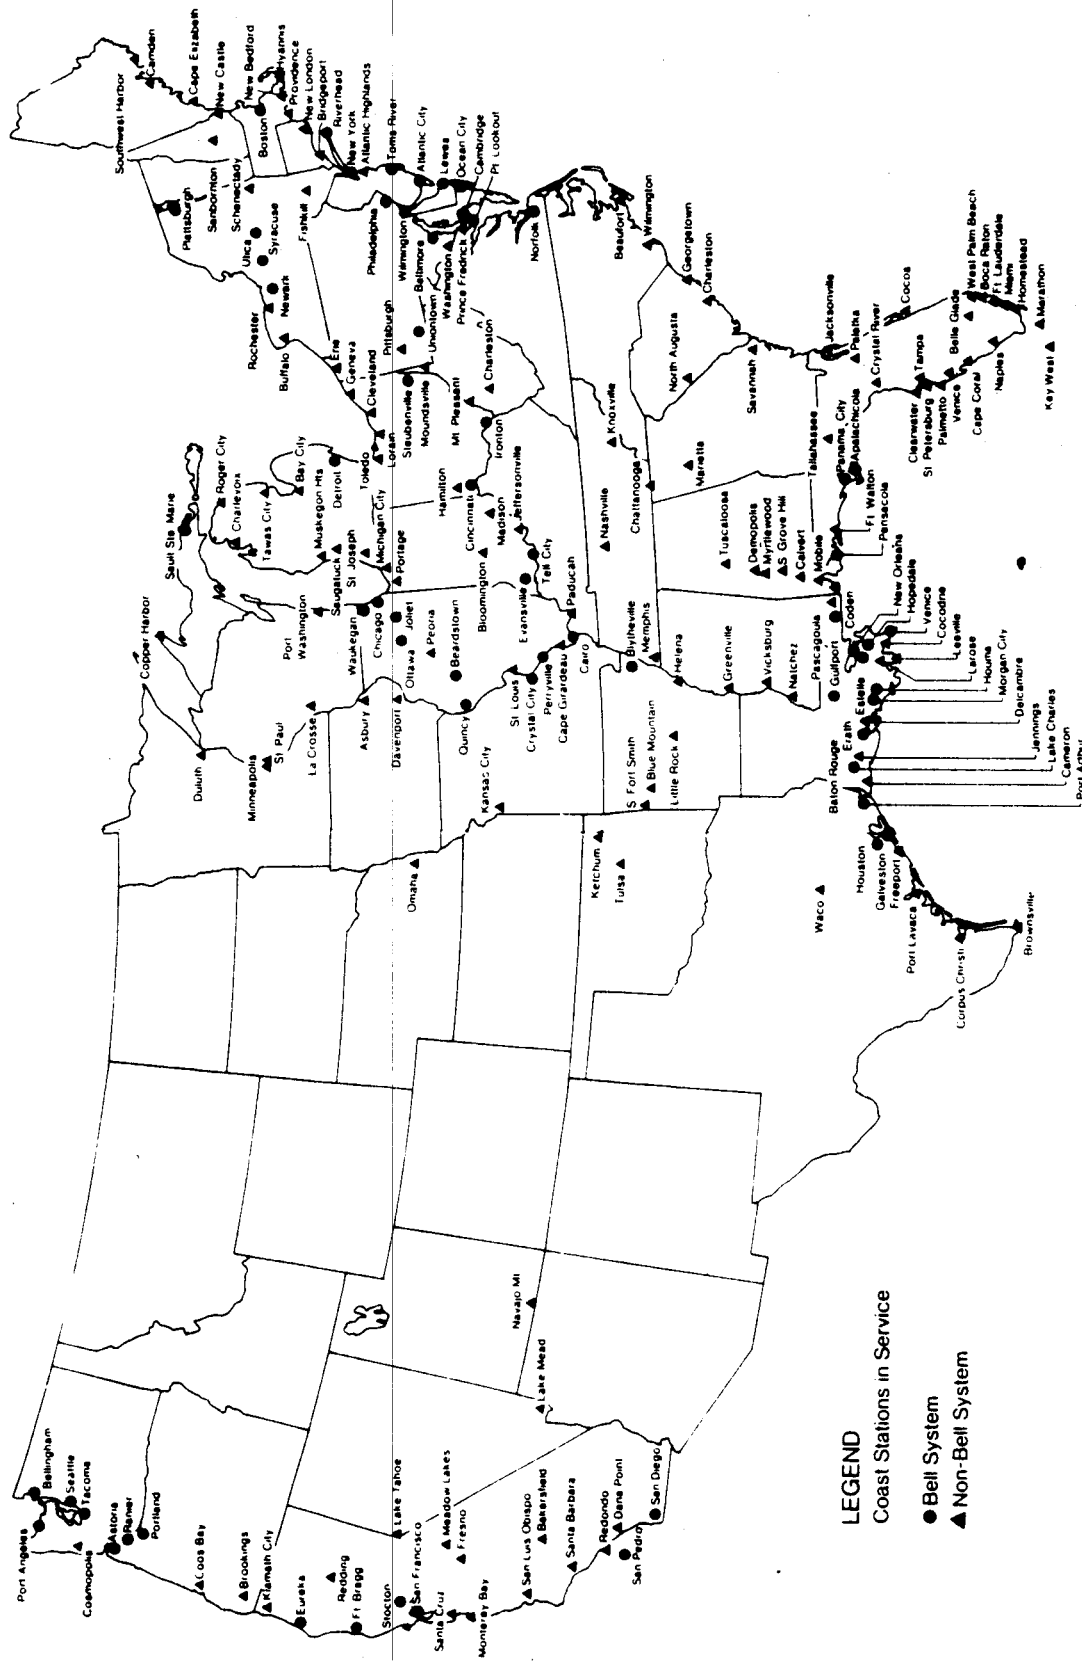 Port Angeles
Bellingham
Seattle
Tacoma
Cosmopolis
Astoria
Ranier
Portland
Coos Bay
Brookings
Klamath City
Eureka
Redding
Ft Bragg
Stockton
San Francisco
Lake Tahoe
Santa Cruz
Meadow Lakes
Fresno
Monterey Bay
San Luis Obispo
Bakersfield
Santa Barbara
Redondo
Dana Point
San Pedro
San Diego
Lake Mead
Navajo Mt
Duluth
Minneapolis
St Paul
La Crosse
Asbury
Davenport
Omaha
Quincy
Kansas City
Copper Harbor
Sault Ste Marie
Port
Washington
Waukegan
Chicago
Joliet
Ottawa
Peoria
Beardstown
St Louis
Crystal City
Perryville
Cape Girardeau
Cairo
Roger City
Charlevoix
Tawas City
Bay City
Muskegon Hts
Saugatuck
St Joseph
Detroit
Toledo
Michigan City
Portage
Lorain
Hamilton
Cincinnati
Madison
Jeffersonville
Bloomington
Evansville
Tell City
Paducah
Ironton
Mt Pleasant
Charleston
Moundsville
Steubenville
Cleveland
Geneva
Erie
Pittsburgh
Uniontown
Buffalo
Rochester
Newark
Syracuse
Utica
Schenectady
Plattsburgh
Sanbornton
Fishkill
Southwest Harbor
Camden
Cape Elizabeth
New Castle
New Bedford
Boston
Hyannis
Providence
New London
Bridgeport
Riverhead
New York
Atlantic Highlands
Toms River
Atlantic City
Lewes
Ocean City
Cambridge
Pt Lookout
Philadelphia
Wilmington
Baltimore
Washington
Prince Fredrick
Norfolk
Beaufort
Wilmington
Georgetown
Charleston
North Augusta
Savannah
Jacksonville
Palatka
Crystal River
Cocoa
West Palm Beach
Boca Raton
Ft Lauderdale
Miami
Homestead
Marathon
Key West
Belle Glade
Naples
Cape Coral
Venice
Palmetto
St Petersburg
Clearwater
Tampa
Tallahassee
Apalachicola
Panama City
Ft Walton
Pensacola
Knoxville
Chattanooga
Marietta
Nashville
Tuscaloosa
Demopolis
Myrtlewood
S Grove Hill
Calvert
Mobile
Coden
Pascagoula
Gulfport
Blytheville
Memphis
Helena
Greenville
Vicksburg
Natchez
S Fort Smith
Blue Mountain
Little Rock
Ketchum
Tulsa
Waco
New Orleans
Hopedale
Venice
Cocodrie
Leeville
Larose
Houma
Morgan City
Delcambre
Jennings
Lake Charles
Cameron
Estelle
Erath
Baton Rouge
Houston
Galveston
Freeport
Port Lavaca
Corpus Christi
Brownsville
LEGEND
Coast Stations in Service
Bell System
Non-Bell System